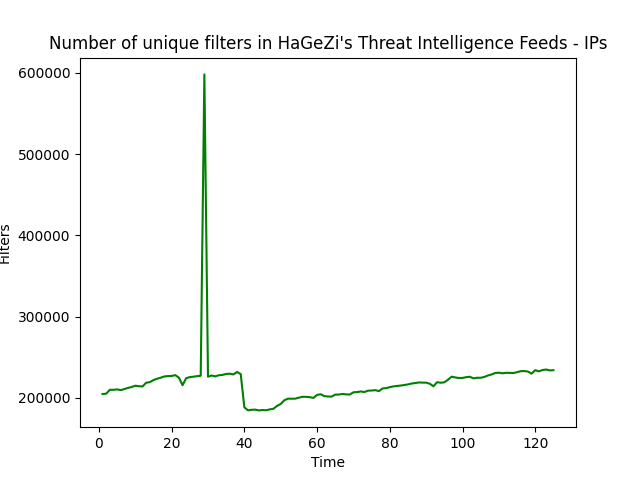 Number of unique filters in HaGeZi's Threat Intelligence Feeds - IPs
600000
500000
400000
300000
200000
Filters
0 20 40 60 80 100 120
Time